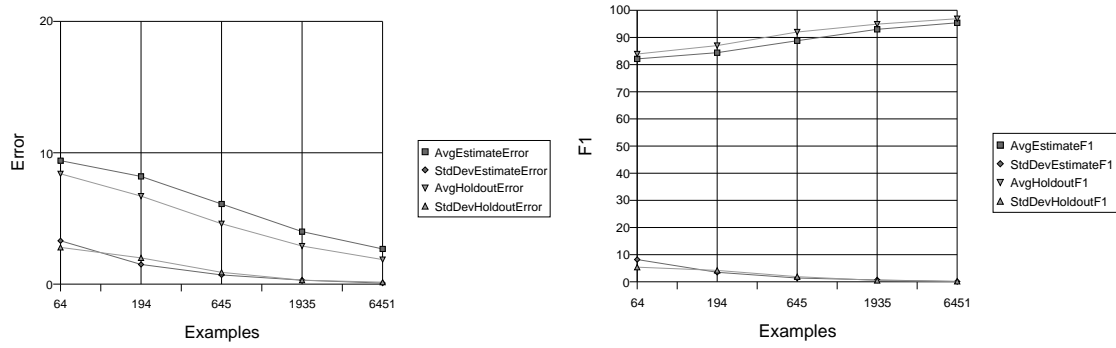 20
10
0
Error
64 194 645 1935 6451
Examples
AvgEstimateError
StdDevEstimateError
AvgHoldoutError
StdDevHoldoutError
100
90
80
70
60
50
40
30
20
10
0
F1
64 194 645 1935 6451
Examples
AvgEstimateF1
StdDevEstimateF1
AvgHoldoutF1
StdDevHoldoutF1